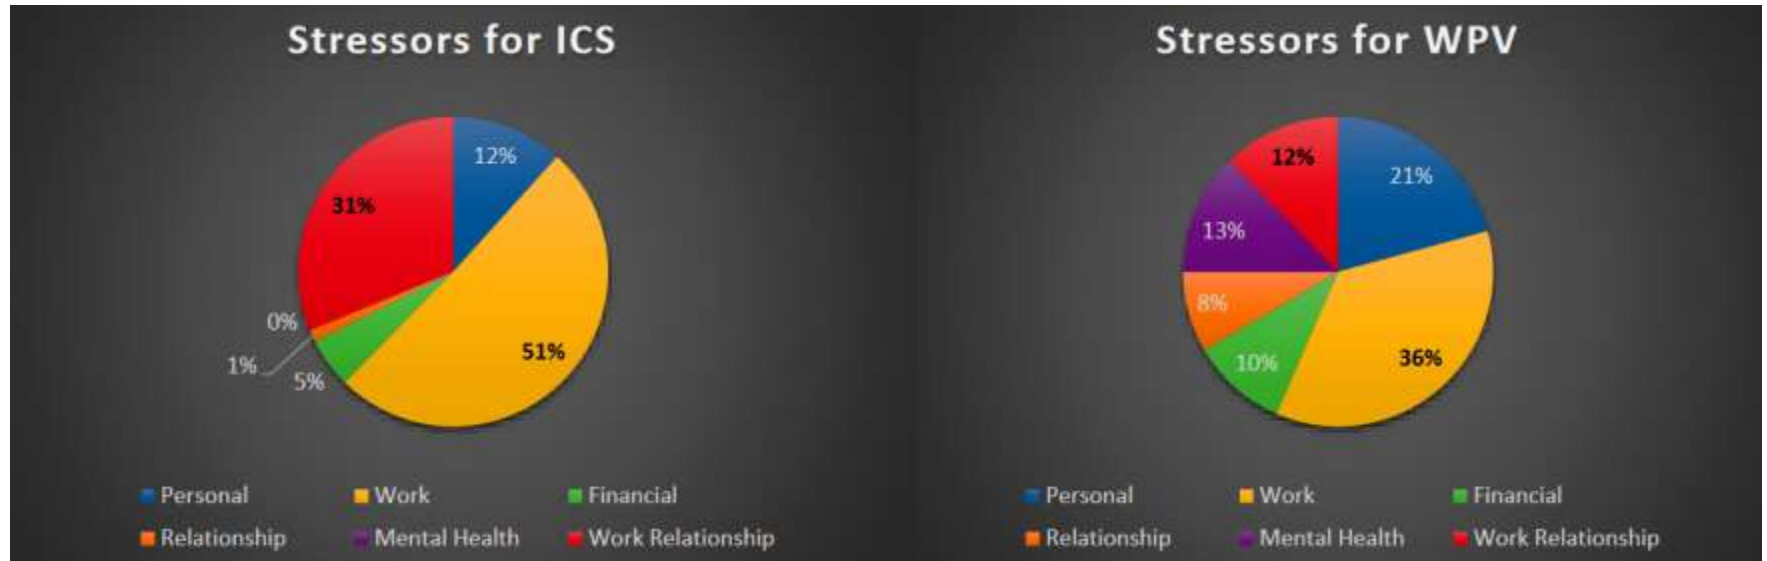 Stressors for ICS
12%
51%
5%
1%
0%
31%
Personal
Work
Financial
Relationship
Mental Health
Work Relationship
Stressors for WPV
21%
36%
10%
8%
13%
12%
Personal
Work
Financial
Relationship
Mental Health
Work Relationship